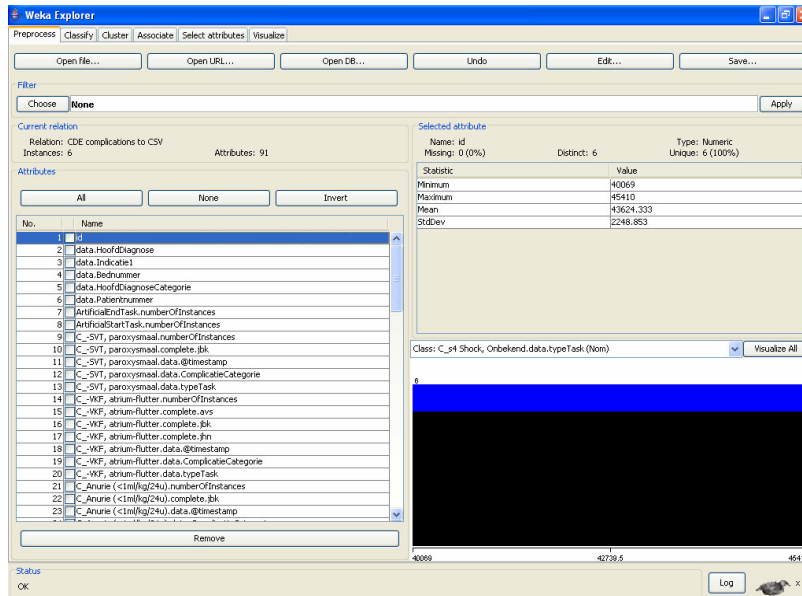 Weka Explorer
Preprocess Classify Cluster Associate Select attributes Visualize
Open file... Open URL... Open DB... Undo Edit... Save...
Filter
Choose None Apply
Current relation
Relation: CDE complications to CSV
Instances: 6 Attributes: 91
Attributes
All None Invert
No. Name
1 id
2 data.HoofdDiagnose
3 data.Indicatie1
4 data.Bednummer
5 data.HoofdDiagnoseCategorie
6 data.Patientnummer
7 ArtificialEndTask.numberOfInstances
8 ArtificialStartTask.numberOfInstances
9 C_-SVT, paroxysmaal.numberOfInstances
10 C_-SVT, paroxysmaal.complete.jbk
11 C_-SVT, paroxysmaal.data.@timestamp
12 C_-SVT, paroxysmaal.data.ComplicatieCategorie
13 C_-SVT, paroxysmaal.data.typeTask
14 C_-VKF, atrium-flutter.numberOfInstances
15 C_-VKF, atrium-flutter.complete.avs
16 C_-VKF, atrium-flutter.complete.jbk
17 C_-VKF, atrium-flutter.complete.jhn
18 C_-VKF, atrium-flutter.data.@timestamp
19 C_-VKF, atrium-flutter.data.ComplicatieCategorie
20 C_-VKF, atrium-flutter.data.typeTask
21 C_Anurie (<1ml/kg/24u).numberOfInstances
22 C_Anurie (<1ml/kg/24u).complete.jbk
23 C_Anurie (<1ml/kg/24u).data.@timestamp
Remove
Selected attribute
Name: id Type: Numeric
Missing: 0 (0%) Distinct: 6 Unique: 6 (100%)
Statistic Value
Minimum 40069
Maximum 45410
Mean 43624.333
StdDev 2248.853
Class: C_s4 Shock, Onbekend.data.typeTask (Nom) Visualize All
6
40069 42739.5 454
Status
OK
Log x